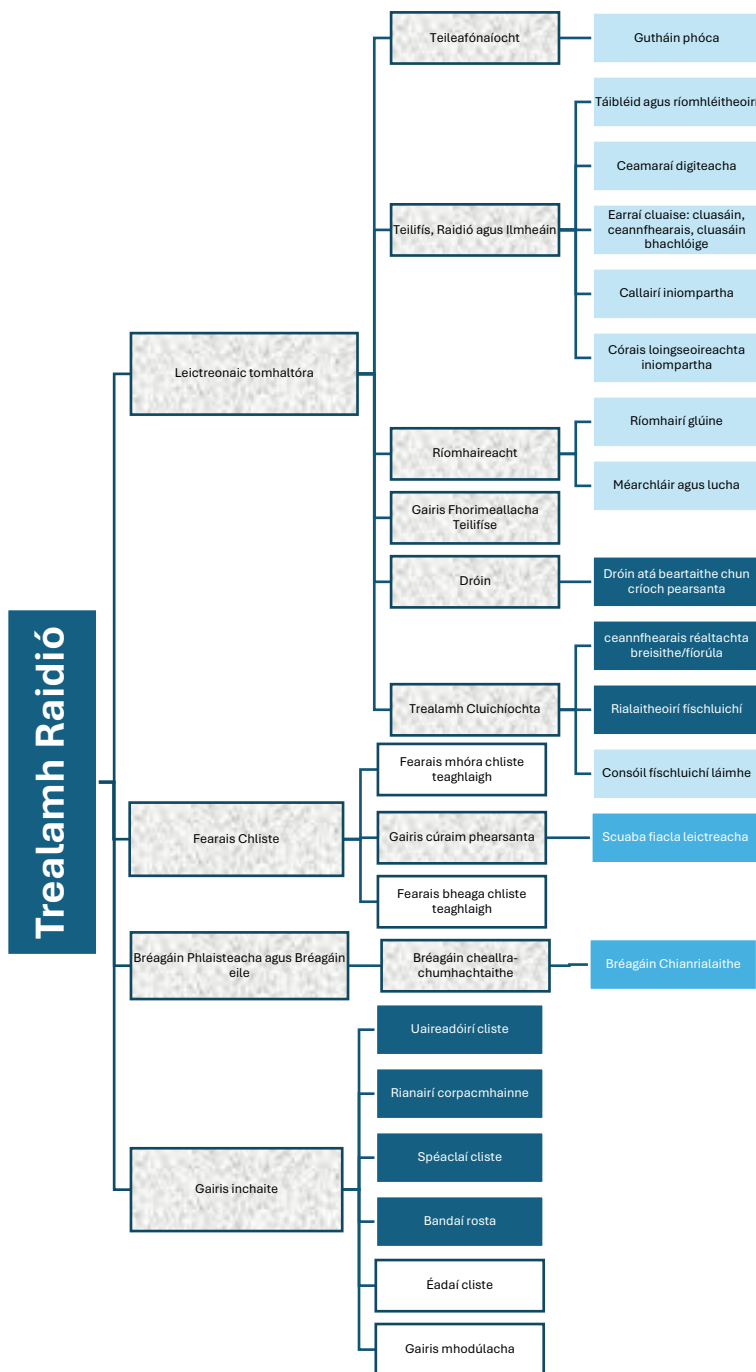 Trealamh Raidió
Leictreonaic tomhaltóra
Teileafónaíocht
Gutháin phóca
Teilifís, Raidió agus Ilmheáin
Táibléid agus ríomhléitheoirí
Ceamaraí digiteacha
Earraí cluaise: cluasáin,
ceannfhearais, cluasáin
bhachlóige
Callairí iniompartha
Córais loingseoireachta
iniompartha
Ríomhaireacht
Ríomhairí glúine
Méarchláir agus lucha
Gairis Fhorimeallacha
Teilifíse
Dróin
Dróin atá beartaithe chun
críoch pearsanta
Trealamh Cluichíochta
ceannfhearais réaltachta
breisithe/fíorúla
Rialaitheoirí físchluichí
Consóil físchluichí láimhe
Fearais Chliste
Fearais mhóra chliste
teaghlaigh
Gairis cúraim phearsanta
Scuaba fiacla leictreacha
Fearais bheaga chliste
teaghlaigh
Bréagáin Phlaisteacha agus Bréagáin
eile
Bréagáin cheallra-
chumhachtaithe
Bréagáin Chianrialaithe
Gairis inchaite
Uaireadóirí cliste
Rianairí corpacmhainne
Spéaclaí cliste
Bandaí rosta
Éadaí cliste
Gairis mhodúlacha